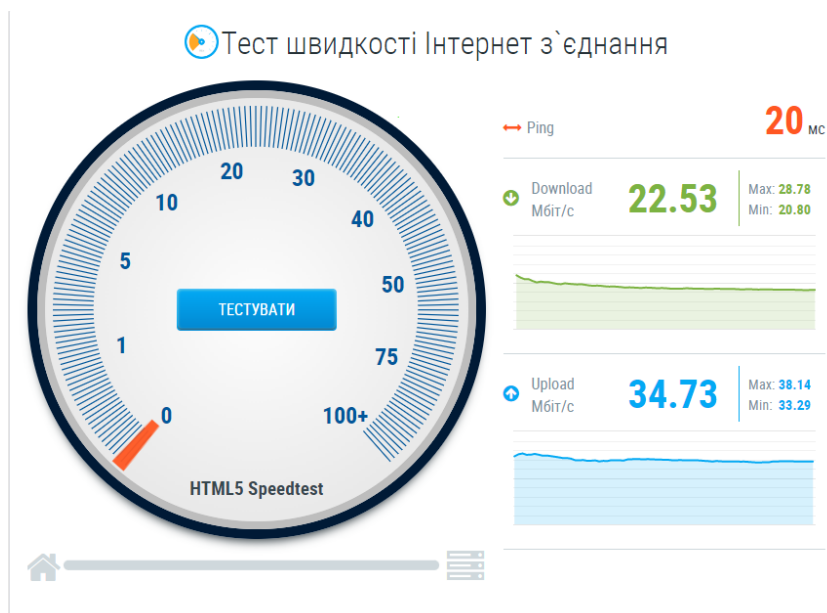 Тест швидкості Інтернет з`єднання
0
1
5
10
20
30
40
50
75
100+
ТЕСТУВАТИ
HTML5 Speedtest
Ping
20 мс
Download
Мбіт/с
22.53
Max: 28.78
Min: 20.80
Upload
Мбіт/с
34.73
Max: 38.14
Min: 33.29